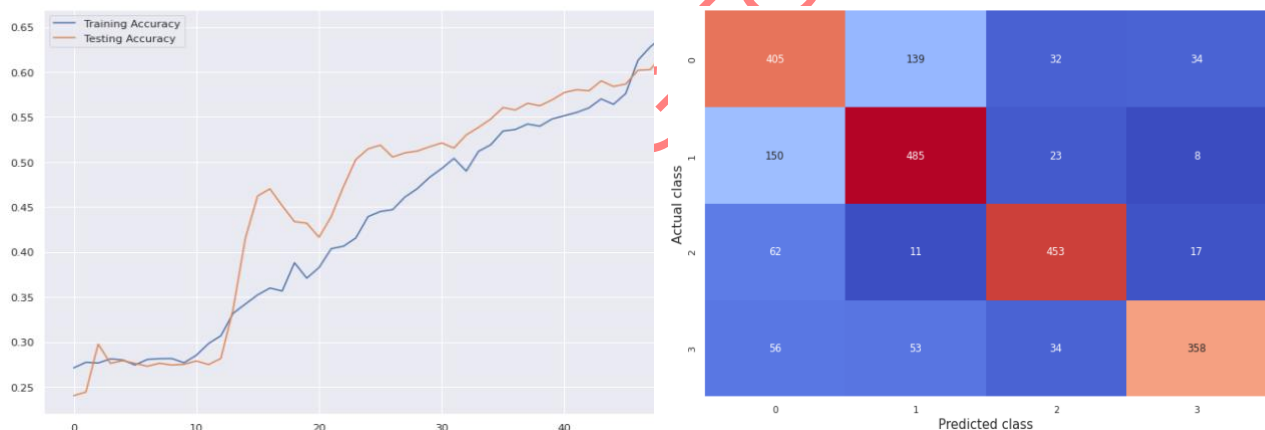 Training Accuracy
Testing Accuracy
0.65
0.60
0.55
0.50
0.45
0.40
0.35
0.30
0.25
0 10 20 30 40
Actual class
0 405 139 32 34
1 150 485 23 8
2 62 11 453 17
3 56 53 34 358
0 1 2 3
Predicted class